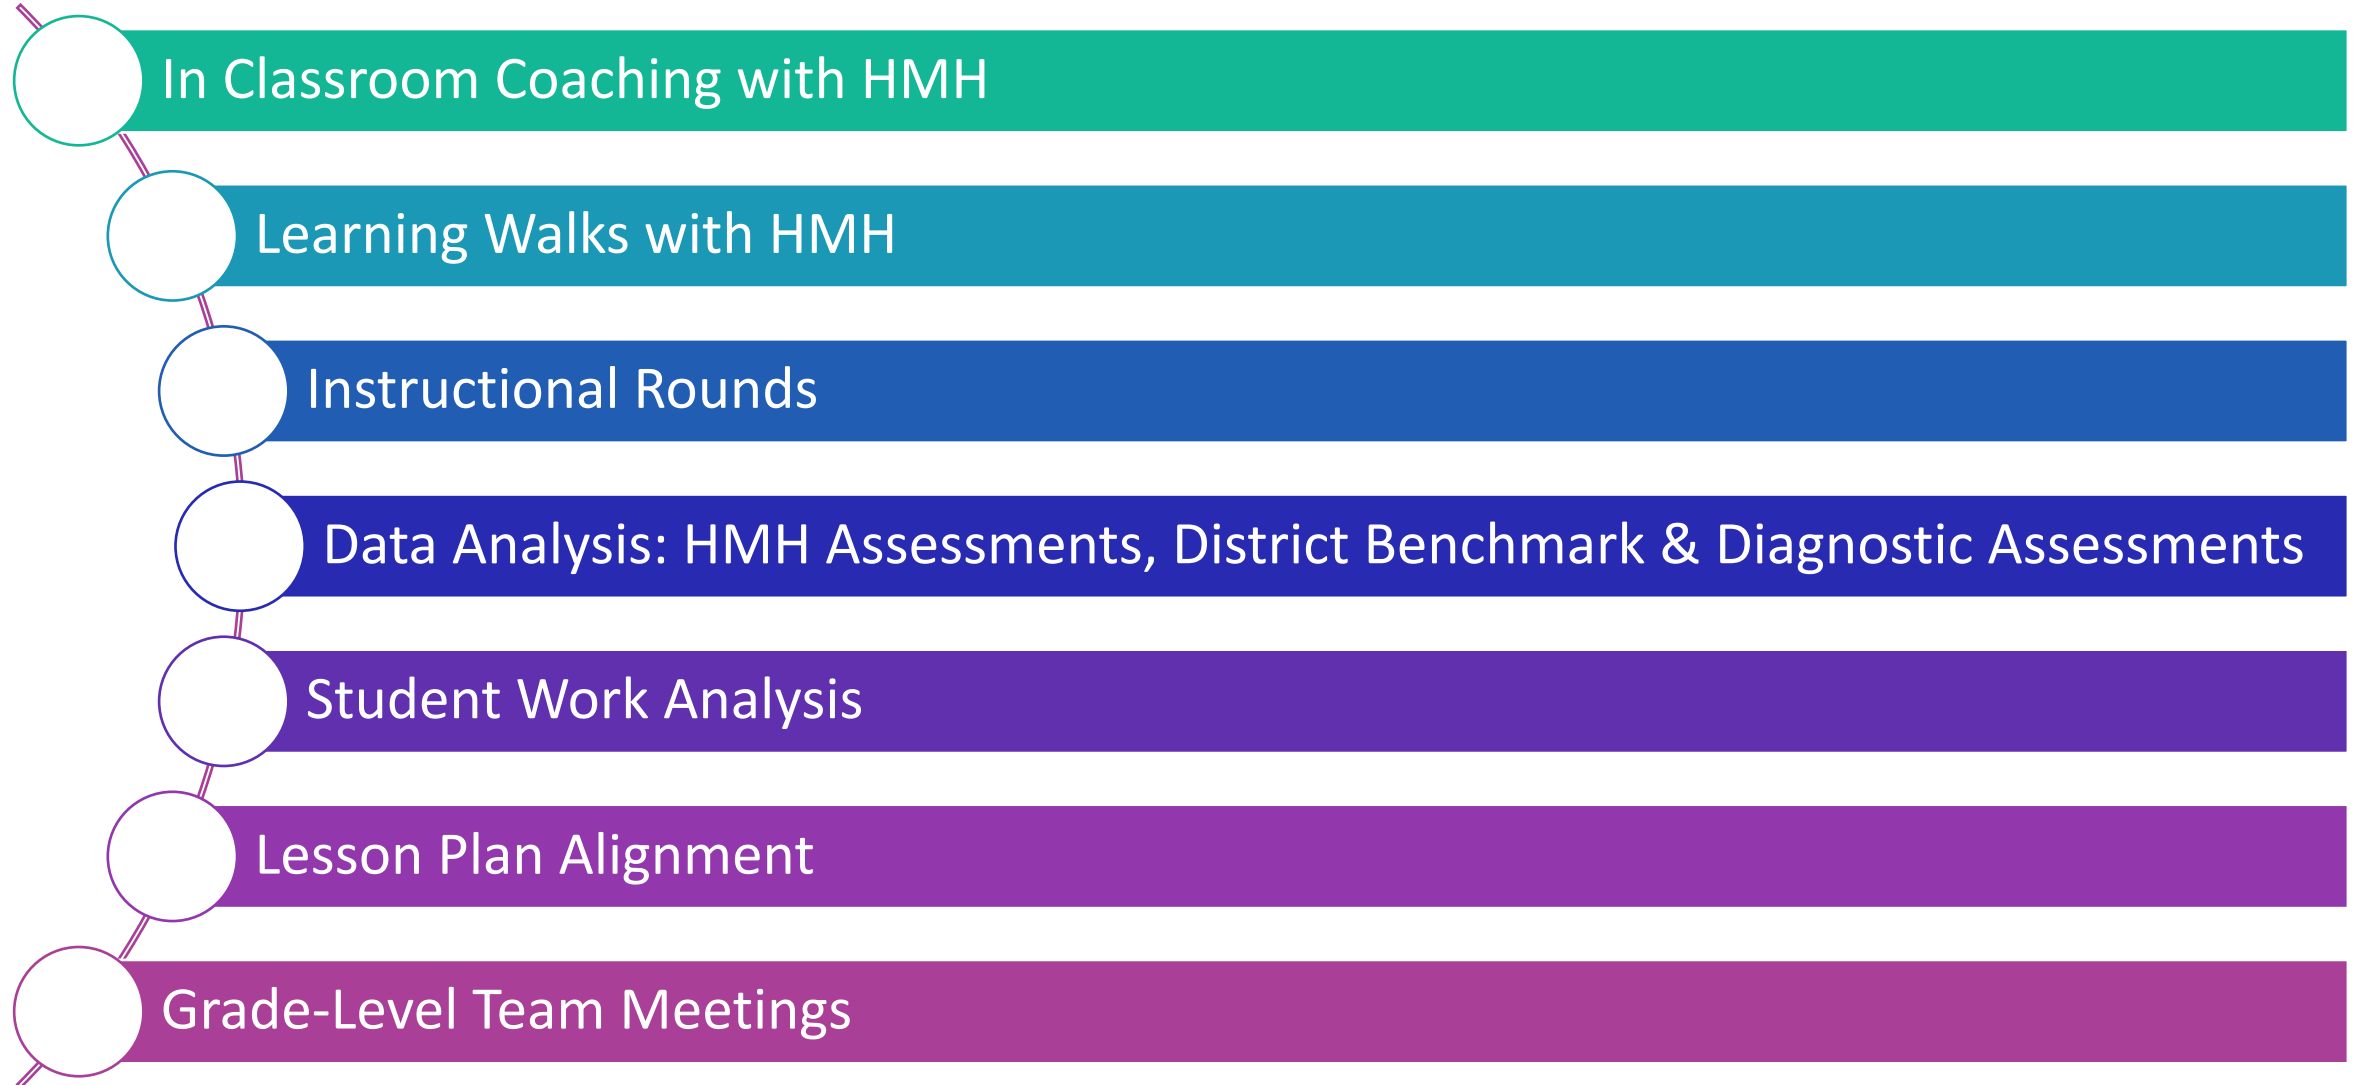 In Classroom Coaching with HMH
Learning Walks with HMH
Instructional Rounds
Data Analysis: HMH Assessments, District Benchmark & Diagnostic Assessments
Student Work Analysis
Lesson Plan Alignment
Grade-Level Team Meetings